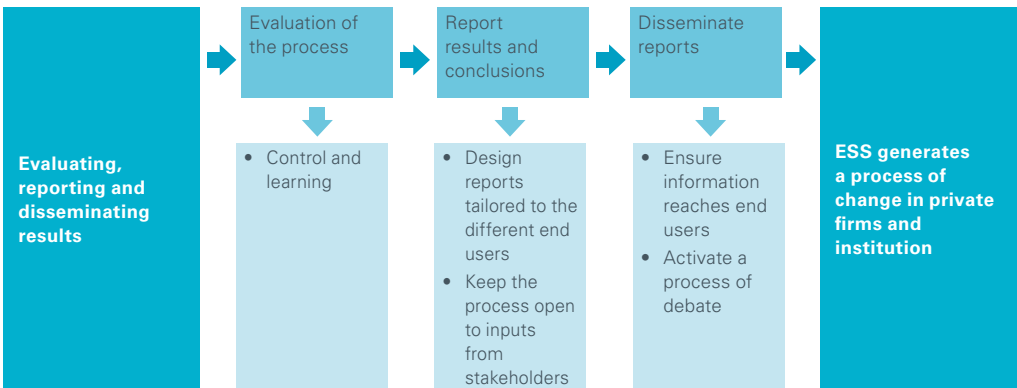 Evaluating,
reporting and
disseminating
results
Evaluation of
the process
• Control and
learning
Report
results and
conclusions
• Design
reports
tailored to the
different end
users
• Keep the
process open
to inputs
from
stakeholders
Disseminate
reports
• Ensure
information
reaches end
users
• Activate a
process of
debate
ESS generates
a process of
change in private
firms and
institution